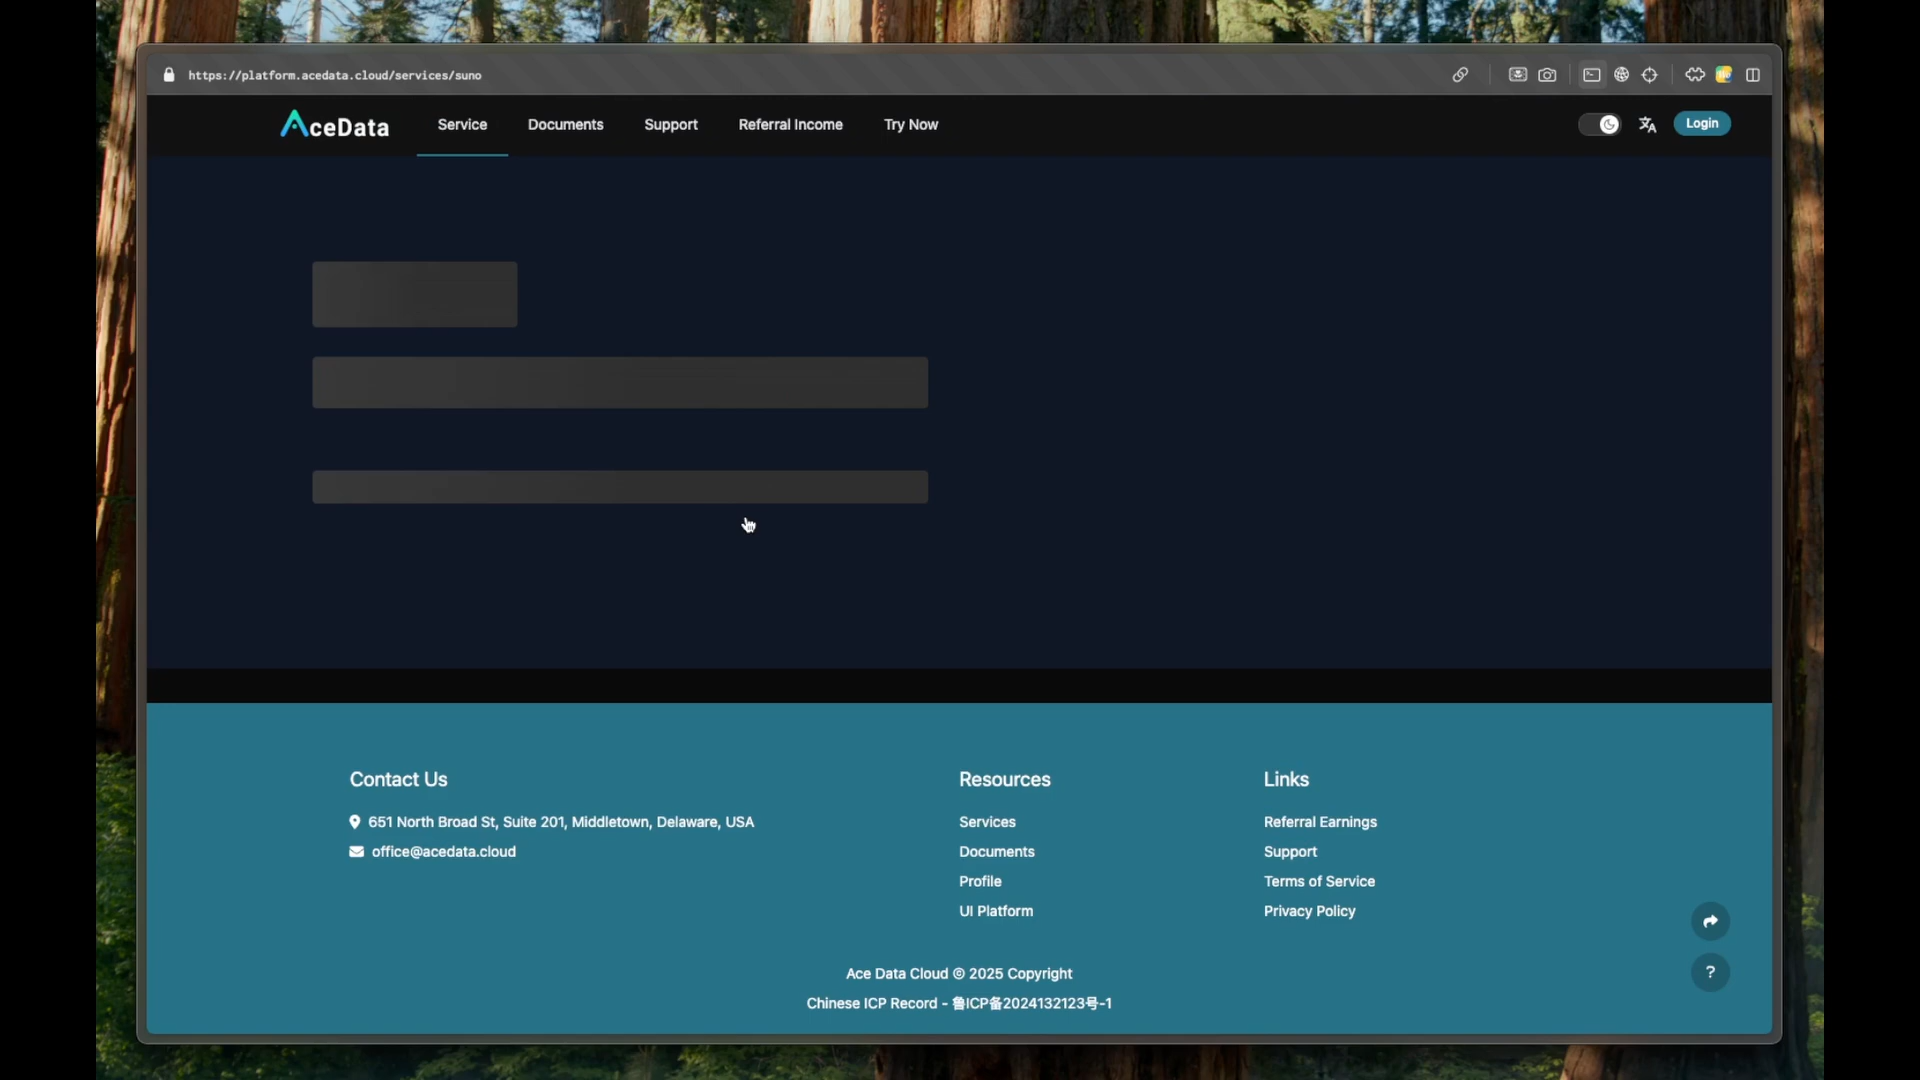 https://platform.acedata.cloud/services/suno
AceData
Service
Documents
Support
Referral Income
Try Now
Login
Contact Us
651 North Broad St, Suite 201, Middletown, Delaware, USA
office@acedata.cloud
Resources
Services
Documents
Profile
UI Platform
Links
Referral Earnings
Support
Terms of Service
Privacy Policy
?
Ace Data Cloud © 2025 Copyright
Chinese ICP Record - 鲁ICP备2024132123号-1